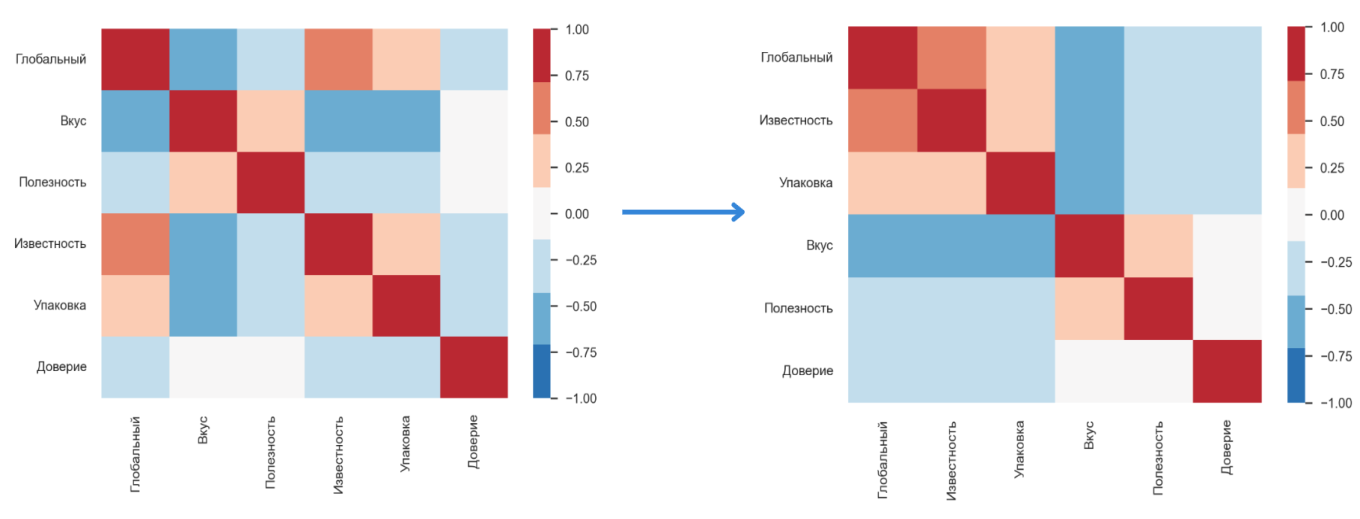 Глобальный
Вкус
Полезность
Известность
Упаковка
Доверие
Глобальный
Вкус
Полезность
Известность
Упаковка
Доверие
1.00
0.75
0.50
0.25
0.00
−0.25
−0.50
−0.75
−1.00
Глобальный
Известность
Упаковка
Вкус
Полезность
Доверие
Глобальный
Известность
Упаковка
Вкус
Полезность
Доверие
1.00
0.75
0.50
0.25
0.00
−0.25
−0.50
−0.75
−1.00